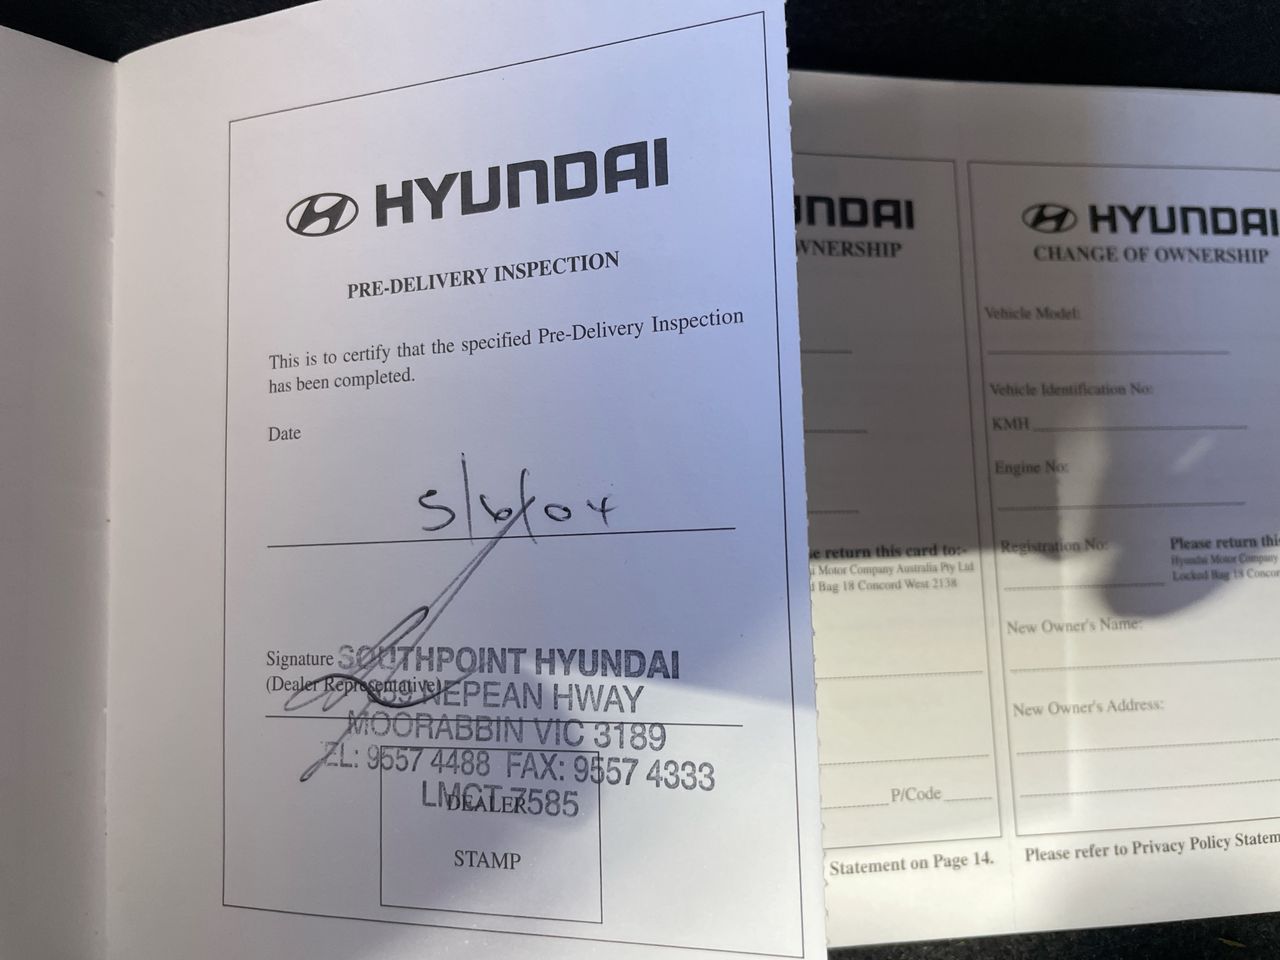 HYUNDAI
PRE-DELIVERY INSPECTION
This is to certify that the specified Pre-Delivery Inspection
has been completed.
Date
5/6/04
Signature
(Dealer Representative)
SOUTHPOINT HYUNDAI
NEPEAN HWAY
MOORABBIN VIC 3189
TEL: 9557 4488 FAX: 9557 4333
LMCT 7585
DEALER
STAMP
NDAI
WNERSHIP
e return this card to:-
i Motor Company Australia Pty Ltd
d Bag 18 Concord West 2138
P/Code
Statement on Page 14.
HYUNDAI
CHANGE OF OWNERSHIP
Vehicle Model:
Vehicle Identification No:
KMH
Engine No:
Registration No:
Please return thi
Hyundai Motor Company
Locked Bag 18 Concor
New Owner's Name:
New Owner's Address:
Please refer to Privacy Policy Statem